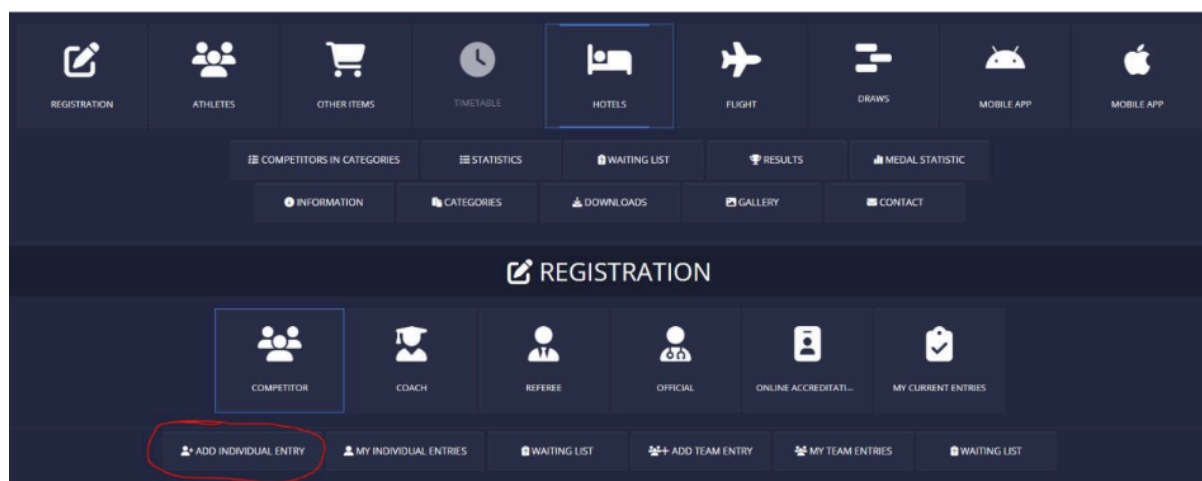 REGISTRATION
ATHLETES
OTHER ITEMS
TIMETABLE
HOTELS
FLIGHT
DRAWS
MOBILE APP
MOBILE APP
COMPETITORS IN CATEGORIES
STATISTICS
WAITING LIST
RESULTS
MEDAL STATISTIC
INFORMATION
CATEGORIES
DOWNLOADS
GALLERY
CONTACT
REGISTRATION
COMPETITOR
COACH
REFEREE
OFFICIAL
ONLINE ACCREDITATI...
MY CURRENT ENTRIES
ADD INDIVIDUAL ENTRY
MY INDIVIDUAL ENTRIES
WAITING LIST
ADD TEAM ENTRY
MY TEAM ENTRIES
WAITING LIST